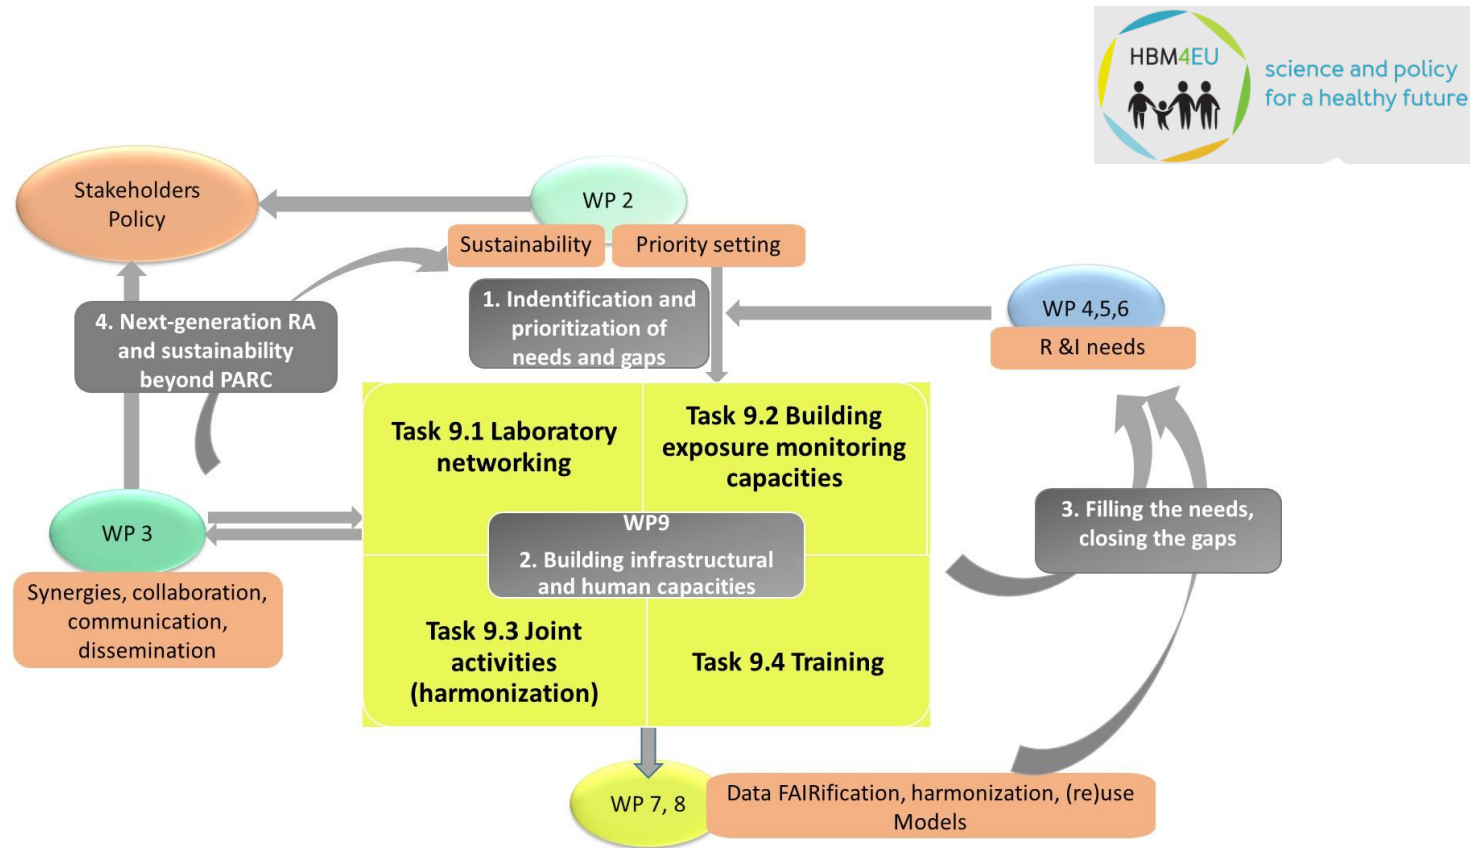 HBM4EU
science and policy
for a healthy future
Stakeholders
Policy
WP 2
Sustainability
Priority setting
1. Indentification and
prioritization of
needs and gaps
WP 4,5,6
R &I needs
4. Next-generation RA
and sustainability
beyond PARC
Task 9.1 Laboratory
networking
Task 9.2 Building
exposure monitoring
capacities
WP 3
Synergies, collaboration,
communication,
dissemination
WP9
2. Building infrastructural
and human capacities
3. Filling the needs,
closing the gaps
Task 9.3 Joint
activities
(harmonization)
Task 9.4 Training
WP 7, 8
Data FAIRification, harmonization, (re)use
Models